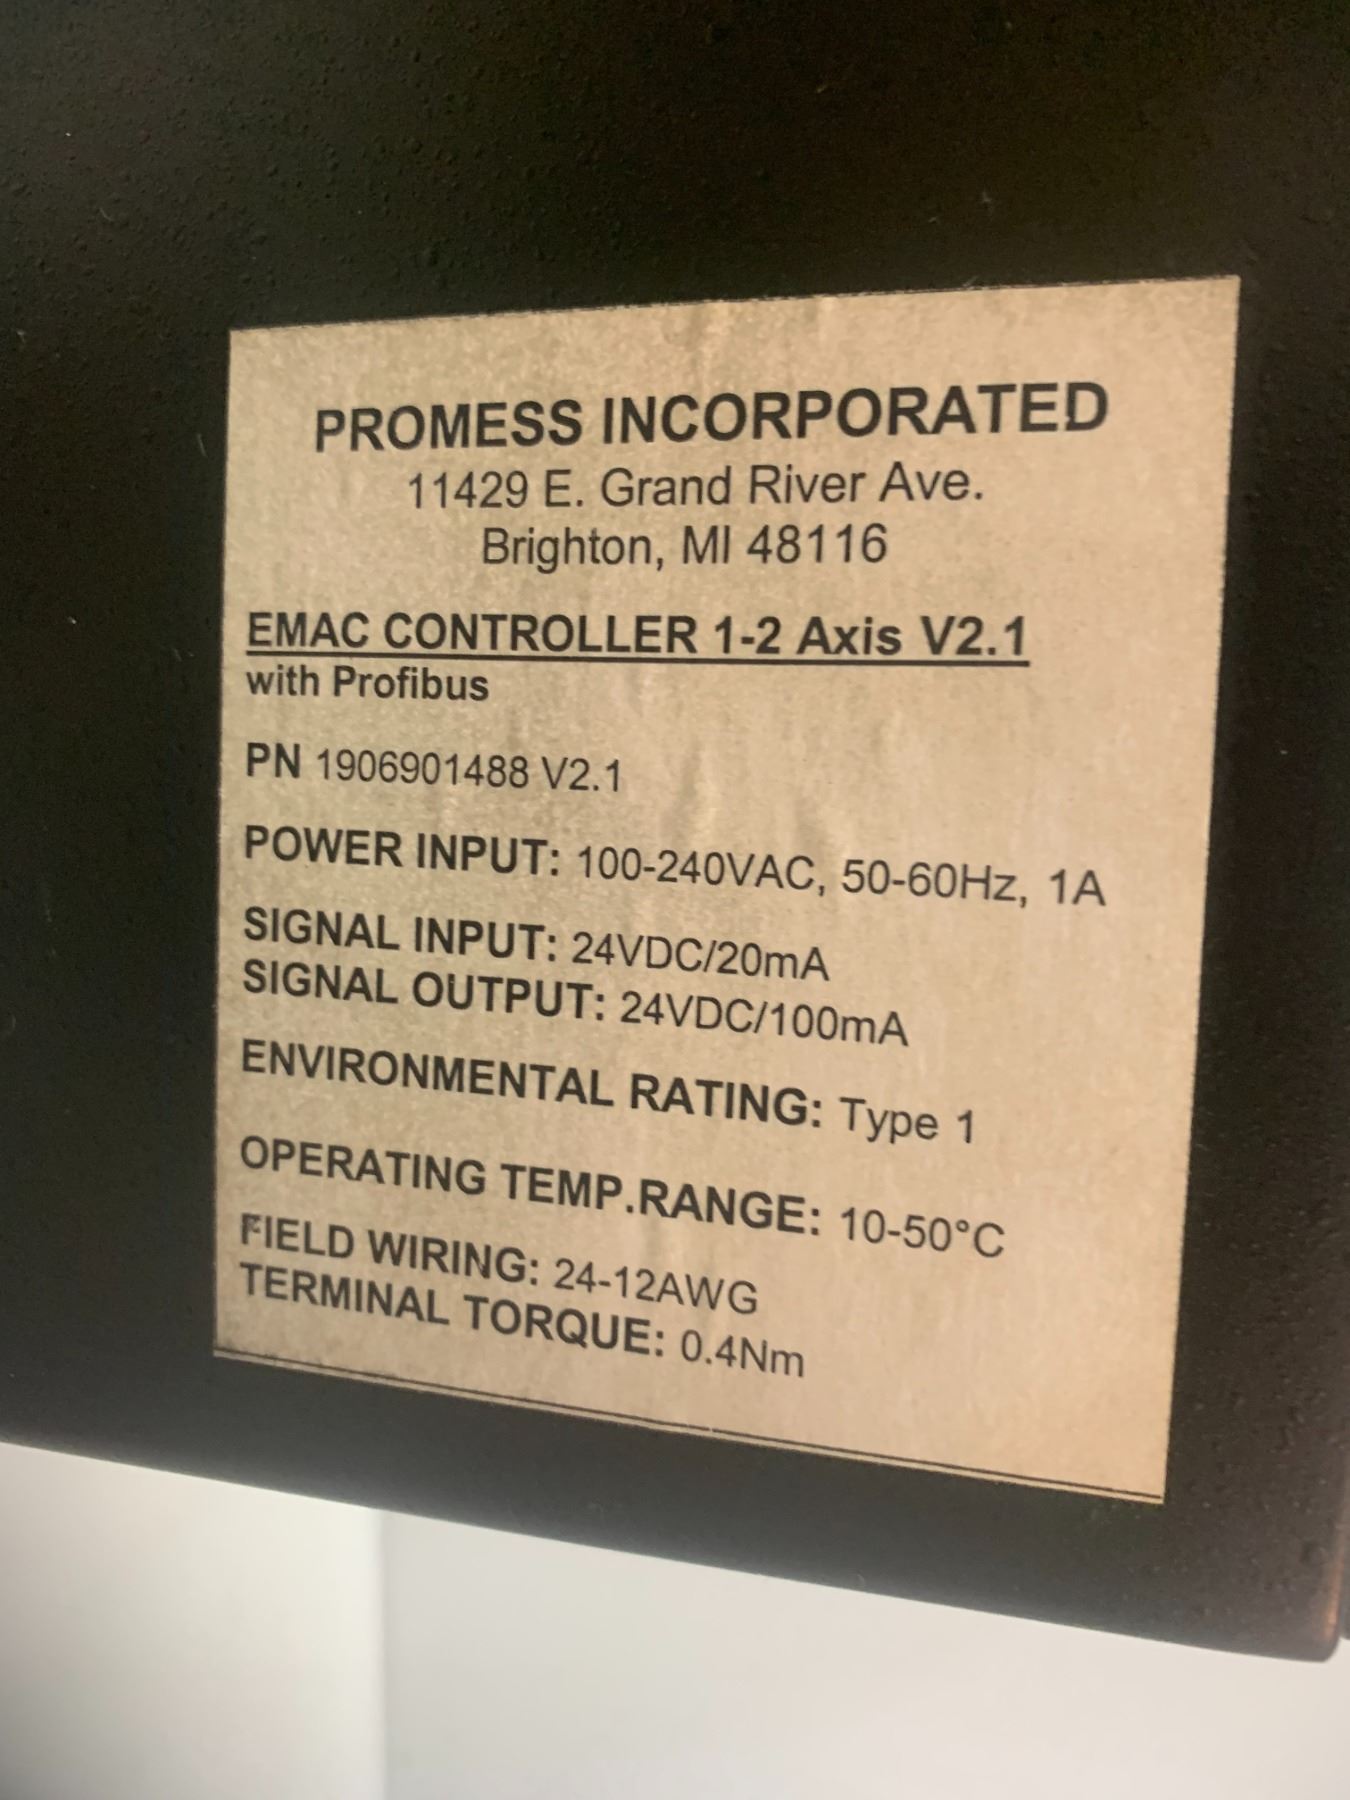 PROMESS INCORPORATED
11429 E. Grand River Ave.
Brighton, MI 48116
EMAC CONTROLLER 1-2 Axis V2.1
with Profibus
PN 1906901488 V2.1
POWER INPUT: 100-240VAC, 50-60Hz, 1A
SIGNAL INPUT: 24VDC/20mA
SIGNAL OUTPUT: 24VDC/100mA
ENVIRONMENTAL RATING: Type 1
OPERATING TEMP.RANGE: 10-50°C
FIELD WIRING: 24-12AWG
TERMINAL TORQUE: 0.4Nm